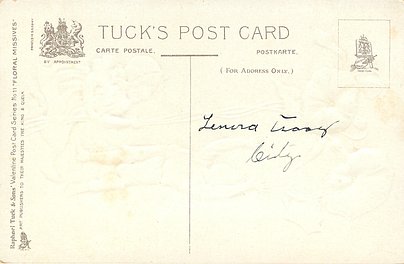 TUCK'S POST CARD
CARTE POSTALE.
POSTKARTE.
(FOR ADDRESS ONLY.)
BY APPOINTMENT
Raphael Tuck & Sons' Valentine Post Card Series No 11 "FLORAL MISSIVES"
ART PUBLISHERS TO THEIR MAJESTIES THE KING & QUEEN
Lenora
City